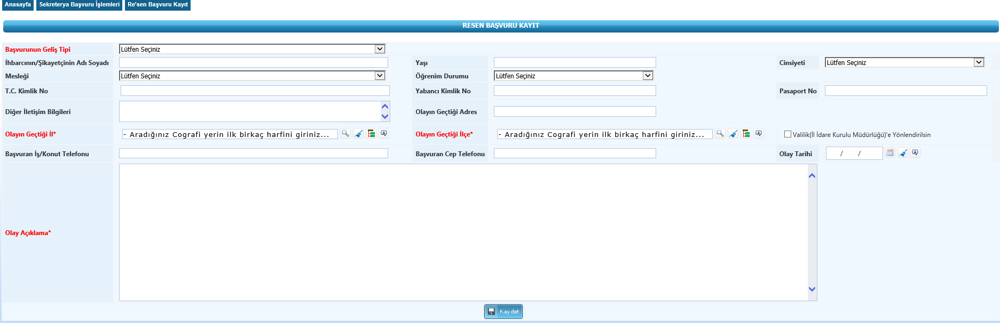 Anasayfa Sekreterya Başvuru İşlemleri Re'sen Başvuru Kayıt
RESEN BAŞVURU KAYIT
Başvurunun Geliş Tipi Lütfen Seçiniz
İhbarcının/Şikayetçinin Adı Soyadı Yaşı Cinsiyeti Lütfen Seçiniz
Mesleği Lütfen Seçiniz Öğrenim Durumu Lütfen Seçiniz
T.C. Kimlik No Yabancı Kimlik No Pasaport No
Diğer İletişim Bilgileri Olayın Geçtiği Adres
Olayın Geçtiği İl* - Aradığınız Cografi yerin ilk birkaç harfini giriniz... Olayın Geçtiği İlçe* - Aradığınız Cografi yerin ilk birkaç harfini giriniz... Valilik(İl İdare Kurulu Müdürlüğü)'e Yönlendirilsin
Başvuran İş/Konut Telefonu Başvuran Cep Telefonu Olay Tarihi / /
Olay Açıklama*
Kaydet